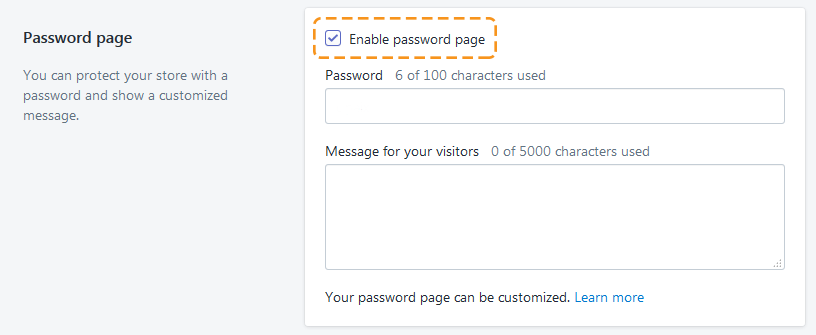 Password page
You can protect your store with a
password and show a customized
message.
Enable password page
Password 6 of 100 characters used
Message for your visitors 0 of 5000 characters used
Your password page can be customized. Learn more